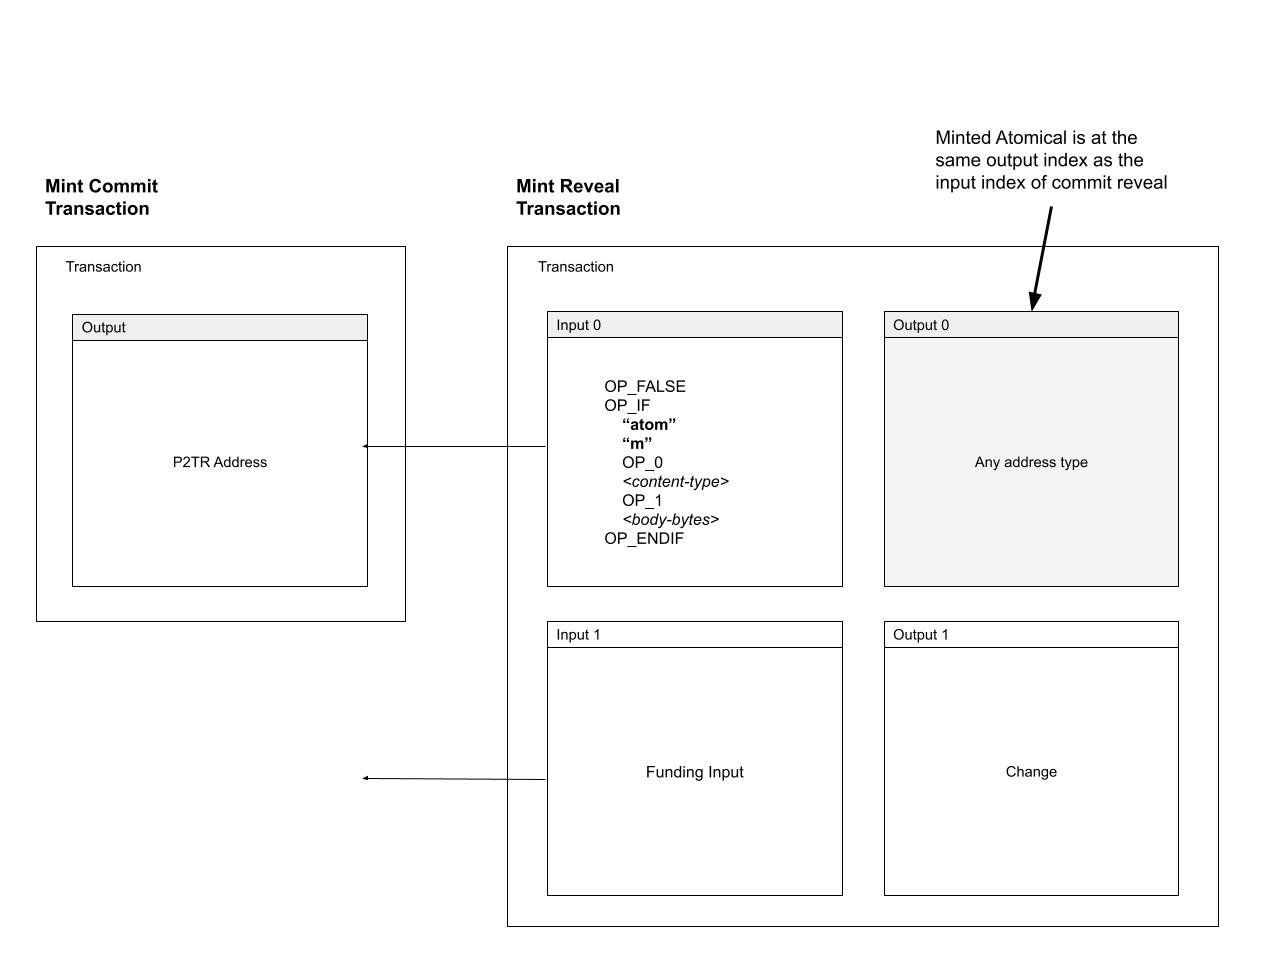 Minted Atomical is at the
same output index as the
input index of commit reveal
Mint Commit
Transaction
Mint Reveal
Transaction
Transaction
Output
P2TR Address
Transaction
Input 0
OP_FALSE
OP_IF
“atom”
“m”
OP_0
<content-type>
OP_1
<body-bytes>
OP_ENDIF
Output 0
Any address type
Input 1
Funding Input
Output 1
Change